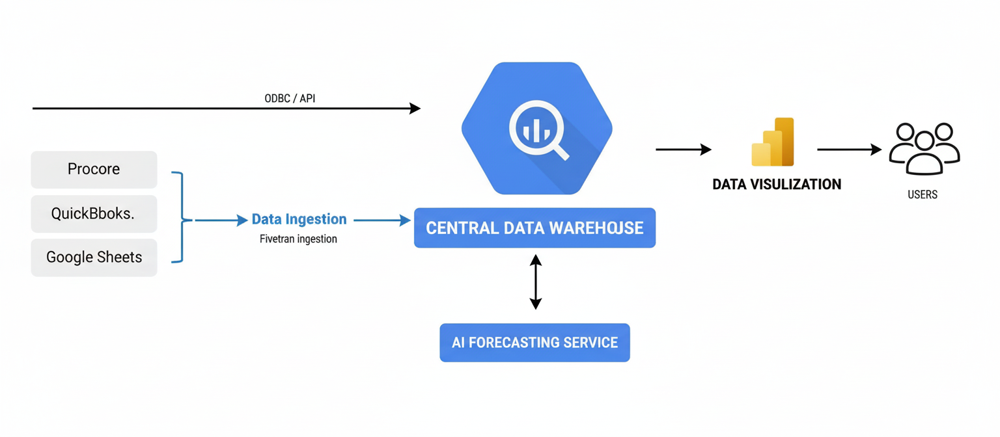 ODBC / API
Procore
QuickBboks.
Google Sheets
Data Ingestion
Fivetran ingestion
CENTRAL DATA WAREHOUSE
AI FORECASTING SERVICE
DATA VISULIZATION
USERS